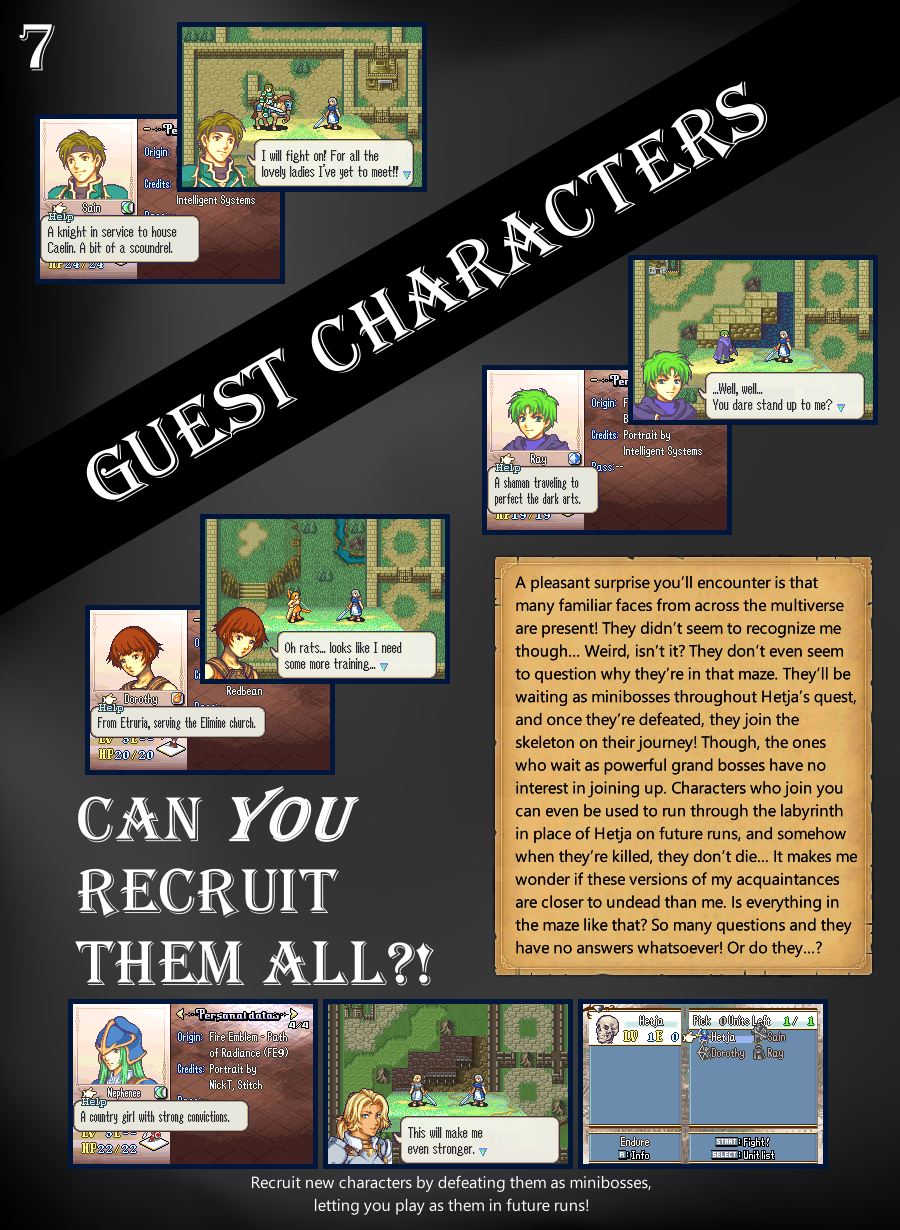 7
I will fight on! For all the
lovely ladies I've yet to meet!!
Origin:
Credits:
Intelligent Systems
Sain
Help
A knight in service to house
Caelin. A bit of a scoundrel.
HP24/24
GUEST CHARACTERS
...Well, well...
You dare stand up to me?
Origin:
Credits: Portrait by
Intelligent Systems
Pass:--
Ray
Help
A shaman traveling to
perfect the dark arts.
HP19/19
Oh rats... looks like I need
some more training...
Redbean
Dorothy
Help
From Etruria, serving the Elimine church.
HP20/20
A pleasant surprise you'll encounter is that
many familiar faces from across the multiverse
are present! They didn't seem to recognize me
though... Weird, isn't it? They don't even seem
to question why they're in that maze. They'll be
waiting as minibosses throughout Hetja's quest,
and once they're defeated, they join the
skeleton on their journey! Though, the ones
who wait as powerful grand bosses have no
interest in joining up. Characters who join you
can even be used to run through the labyrinth
in place of Hetja on future runs, and somehow
when they're killed, they don't die... It makes me
wonder if these versions of my acquaintances
are closer to undead than me. Is everything in
the maze like that? So many questions and they
have no answers whatsoever! Or do they...?
CAN YOU
RECRUIT
THEM ALL?!
Personal data
4/4
Origin: Fire Emblem - Path
of Radiance (FE9)
Credits: Portrait by
NickT, Stitch
Nephenee
Help
A country girl with strong convictions.
HP22/22
This will make me
even stronger.
Hetja
LV 1 E 0
Pick 0 Units Left 1/ 1
Hetja Sain
Dorothy Ray
Endure
R: Info
START: Fight!
SELECT: Unit list
Recruit new characters by defeating them as minibosses,
letting you play as them in future runs!